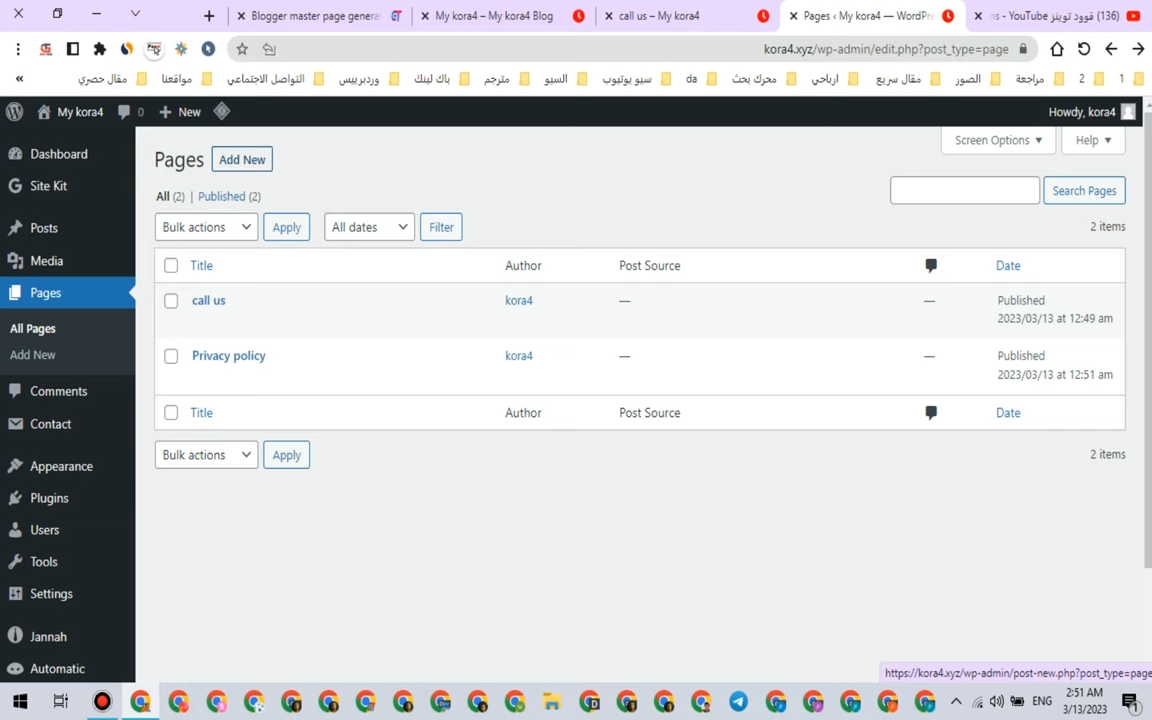 Blogger master page genera
My kora4 – My kora4 Blog
call us – My kora4
Pages ‹ My kora4 — WordPr
(136) قوود توينز YouTube - ns
kora4.xyz/wp-admin/edit.php?post_type=page
«
مقال حصري
مواقعنا
التواصل الاجتماعي
وردبريس
باك لينك
مترجم
السيو
سيو يوتيوب
da
محرك بحث
ارباحي
مقال سريع
الصور
مراجعة
2
1
My kora4
0
New
Howdy, kora4
Screen Options
Help
Dashboard
Site Kit
Posts
Media
Pages
All Pages
Add New
Comments
Contact
Appearance
Plugins
Users
Tools
Settings
Jannah
Automatic
Pages
Add New
All (2) | Published (2)
Search Pages
Bulk actions
Apply
All dates
Filter
2 items
Title Author Post Source Date
call us kora4 — — Published
2023/03/13 at 12:49 am
Privacy policy kora4 — — Published
2023/03/13 at 12:51 am
Title Author Post Source Date
Bulk actions
Apply
2 items
https://kora4.xyz/wp-admin/post-new.php?post_type=page
ENG
2:51 AM
3/13/2023
1